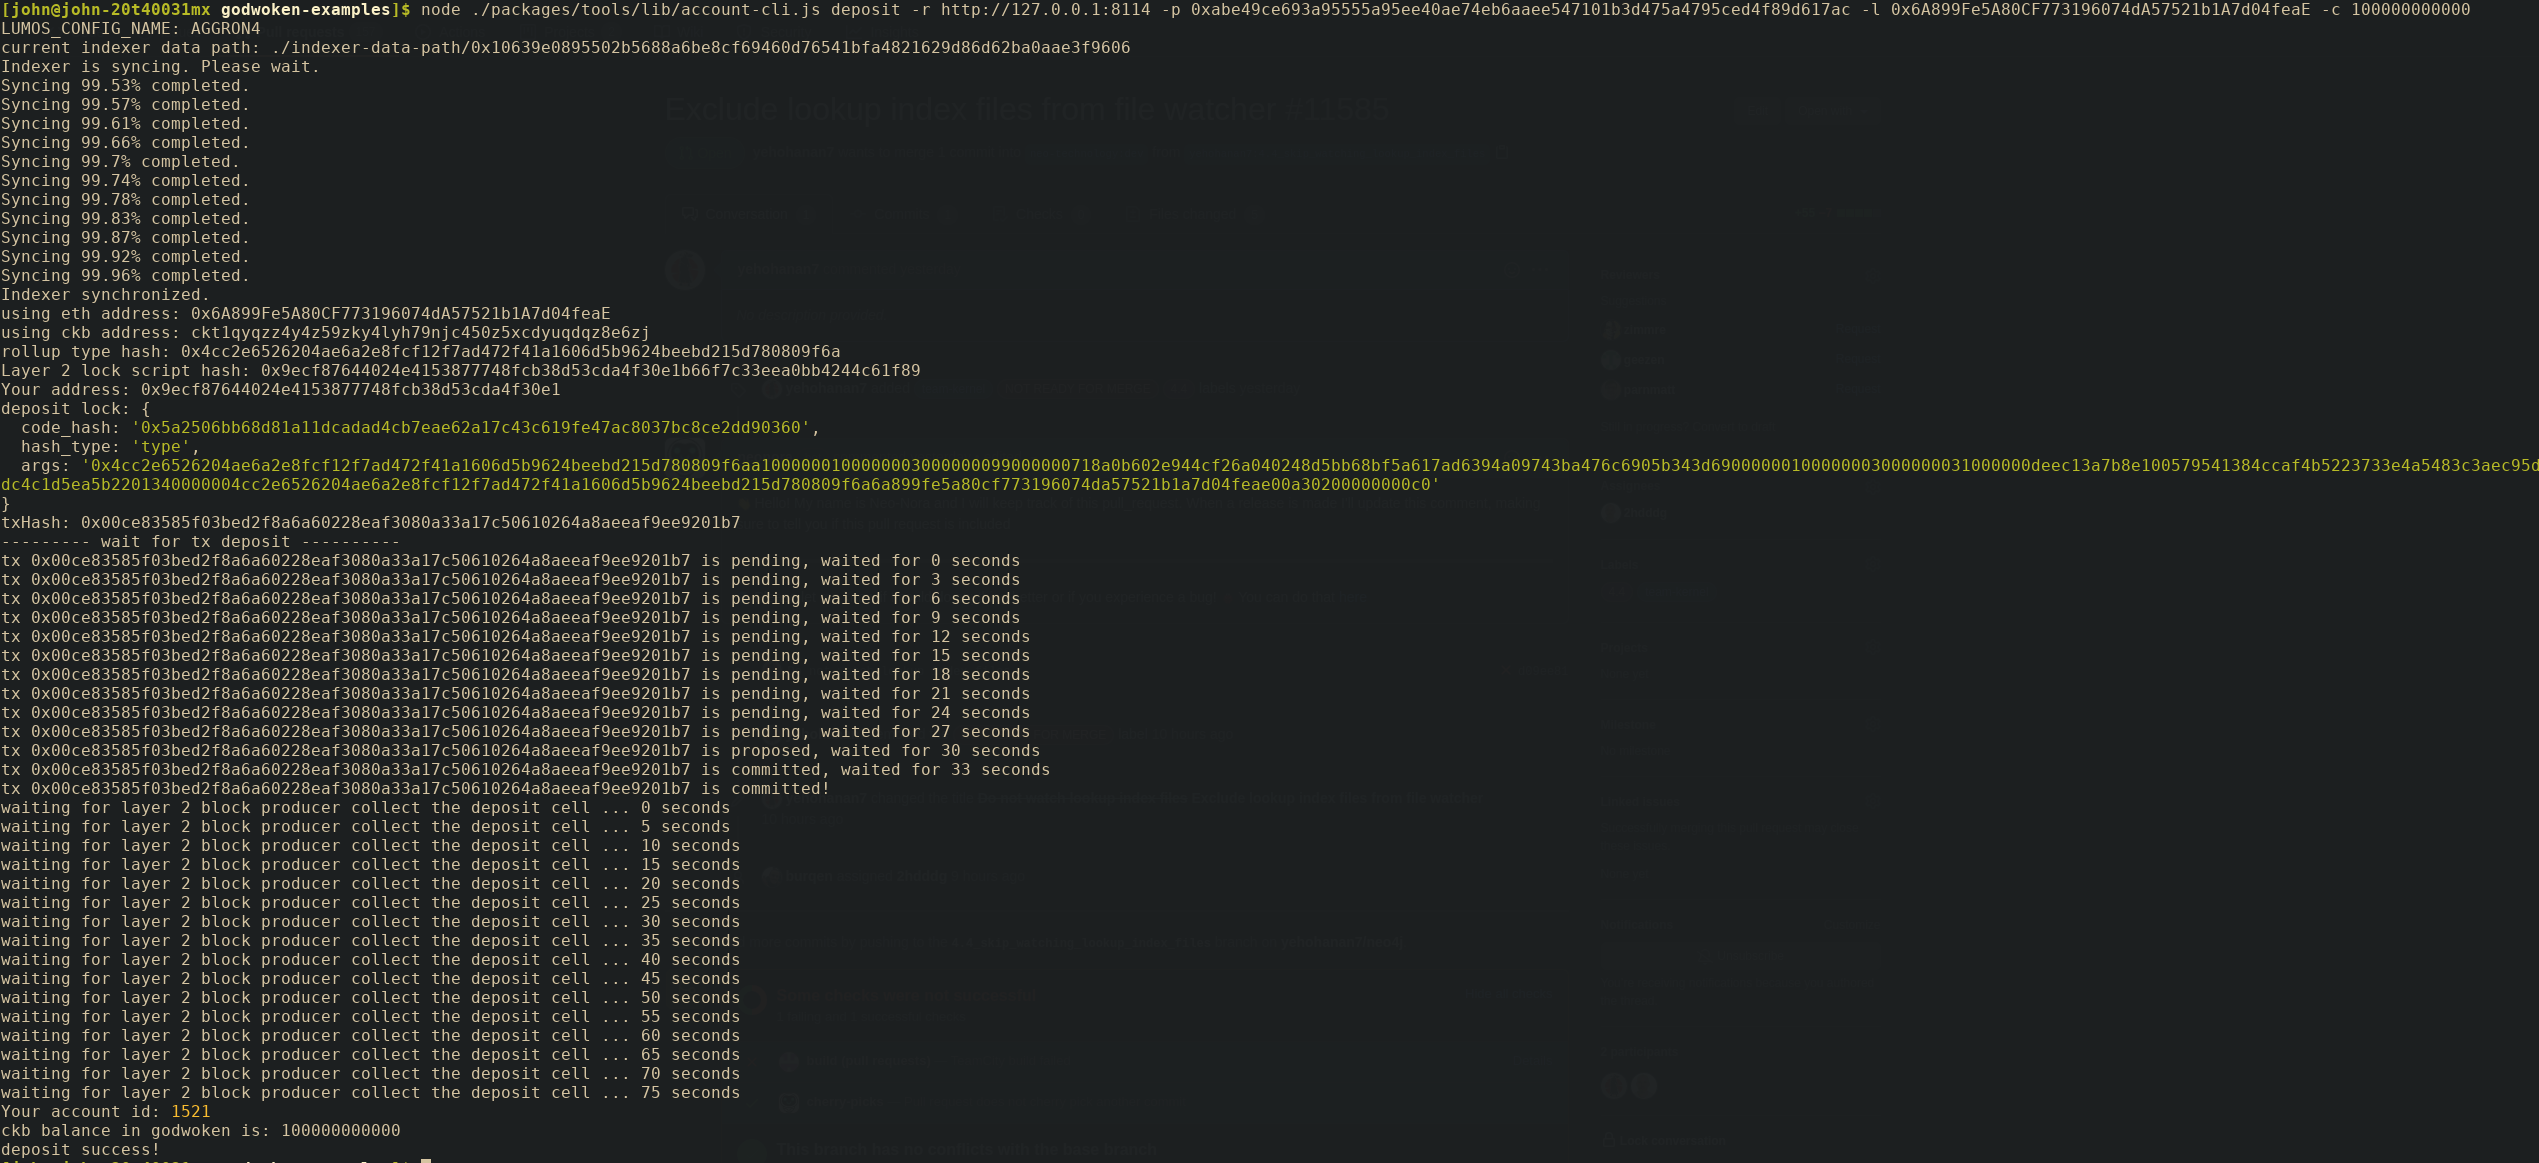 [john@john-20t40031mx godwoken-examples]$ node ./packages/tools/lib/account-cli.js deposit -r http://127.0.0.1:8114 -p 0xabe49ce693a95555a95ee40ae74eb6aaee547101b3d475a4795ced4f89d617ac -l 0x6A899Fe5A80CF773196074dA57521b1A7d04feaE -c 100000000000
LUMOS_CONFIG_NAME: AGGRON4
current indexer data path: ./indexer-data-path/0x10639e0895502b5688a6be8cf69460d76541bfa4821629d86d62ba0aae3f9606
Indexer is syncing. Please wait.
Syncing 99.53% completed.
Syncing 99.57% completed.
Syncing 99.61% completed.
Syncing 99.66% completed.
Syncing 99.7% completed.
Syncing 99.74% completed.
Syncing 99.78% completed.
Syncing 99.83% completed.
Syncing 99.87% completed.
Syncing 99.92% completed.
Syncing 99.96% completed.
Indexer synchronized.
using eth address: 0x6A899Fe5A80CF773196074dA57521b1A7d04feaE
using ckb address: ckt1qyqzz4y4z59zky4lyh79njc450z5xcdyuqdqz8e6zj
rollup type hash: 0x4cc2e6526204ae6a2e8fcf12f7ad472f41a1606d5b9624beebd215d780809f6a
Layer 2 lock script hash: 0x9ecf87644024e4153877748fcb38d53cda4f30e1b66f7c33eea0bb4244c61f89
Your address: 0x9ecf87644024e4153877748fcb38d53cda4f30e1
deposit lock: {
  code_hash: '0x5a2506bb68d81a11dcadad4cb7eae62a17c43c619fe47ac8037bc8ce2dd90360',
  hash_type: 'type',
  args: '0x4cc2e6526204ae6a2e8fcf12f7ad472f41a1606d5b9624beebd215d780809f6aa10000001000000030000000099000000718a0b602e944cf26a040248d5bb68bf5a617ad6394a09743ba476c6905b343d690000000100000003000000031000000deec13a7b8e100579541384ccaf4b5223733e4a5483c3aec95d
dc4c1d5ea5b2201340000004cc2e6526204ae6a2e8fcf12f7ad472f41a1606d5b9624beebd215d780809f6a6a899fe5a80cf773196074da57521b1a7d04feae00a30200000000c0'
}
txHash: 0x00ce83585f03bed2f8a6a60228eaf3080a33a17c50610264a8aeeaf9ee9201b7
--------- wait for tx deposit ----------
tx 0x00ce83585f03bed2f8a6a60228eaf3080a33a17c50610264a8aeeaf9ee9201b7 is pending, waited for 0 seconds
tx 0x00ce83585f03bed2f8a6a60228eaf3080a33a17c50610264a8aeeaf9ee9201b7 is pending, waited for 3 seconds
tx 0x00ce83585f03bed2f8a6a60228eaf3080a33a17c50610264a8aeeaf9ee9201b7 is pending, waited for 6 seconds
tx 0x00ce83585f03bed2f8a6a60228eaf3080a33a17c50610264a8aeeaf9ee9201b7 is pending, waited for 9 seconds
tx 0x00ce83585f03bed2f8a6a60228eaf3080a33a17c50610264a8aeeaf9ee9201b7 is pending, waited for 12 seconds
tx 0x00ce83585f03bed2f8a6a60228eaf3080a33a17c50610264a8aeeaf9ee9201b7 is pending, waited for 15 seconds
tx 0x00ce83585f03bed2f8a6a60228eaf3080a33a17c50610264a8aeeaf9ee9201b7 is pending, waited for 18 seconds
tx 0x00ce83585f03bed2f8a6a60228eaf3080a33a17c50610264a8aeeaf9ee9201b7 is pending, waited for 21 seconds
tx 0x00ce83585f03bed2f8a6a60228eaf3080a33a17c50610264a8aeeaf9ee9201b7 is pending, waited for 24 seconds
tx 0x00ce83585f03bed2f8a6a60228eaf3080a33a17c50610264a8aeeaf9ee9201b7 is pending, waited for 27 seconds
tx 0x00ce83585f03bed2f8a6a60228eaf3080a33a17c50610264a8aeeaf9ee9201b7 is proposed, waited for 30 seconds
tx 0x00ce83585f03bed2f8a6a60228eaf3080a33a17c50610264a8aeeaf9ee9201b7 is committed, waited for 33 seconds
tx 0x00ce83585f03bed2f8a6a60228eaf3080a33a17c50610264a8aeeaf9ee9201b7 is committed!
waiting for layer 2 block producer collect the deposit cell ... 0 seconds
waiting for layer 2 block producer collect the deposit cell ... 5 seconds
waiting for layer 2 block producer collect the deposit cell ... 10 seconds
waiting for layer 2 block producer collect the deposit cell ... 15 seconds
waiting for layer 2 block producer collect the deposit cell ... 20 seconds
waiting for layer 2 block producer collect the deposit cell ... 25 seconds
waiting for layer 2 block producer collect the deposit cell ... 30 seconds
waiting for layer 2 block producer collect the deposit cell ... 35 seconds
waiting for layer 2 block producer collect the deposit cell ... 40 seconds
waiting for layer 2 block producer collect the deposit cell ... 45 seconds
waiting for layer 2 block producer collect the deposit cell ... 50 seconds
waiting for layer 2 block producer collect the deposit cell ... 55 seconds
waiting for layer 2 block producer collect the deposit cell ... 60 seconds
waiting for layer 2 block producer collect the deposit cell ... 65 seconds
waiting for layer 2 block producer collect the deposit cell ... 70 seconds
waiting for layer 2 block producer collect the deposit cell ... 75 seconds
Your account id: 1521
ckb balance in godwoken is: 100000000000
deposit success!
Exclude lookup index files from file watcher #11585
This branch has no conflicts with the base branch